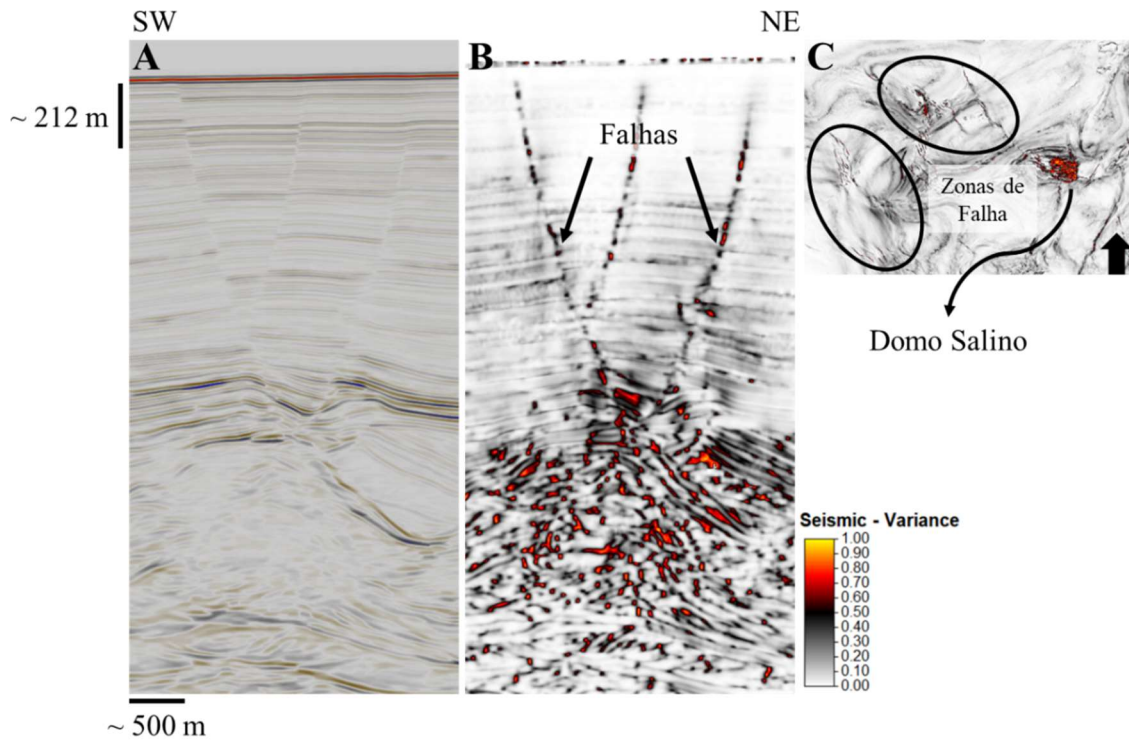 SW
NE
A
B
C
~ 212 m
Falhas
Zonas de
Falha
Domo Salino
Seismic - Variance
1.00
0.90
0.80
0.70
0.60
0.50
0.40
0.30
0.20
0.10
0.00
~ 500 m